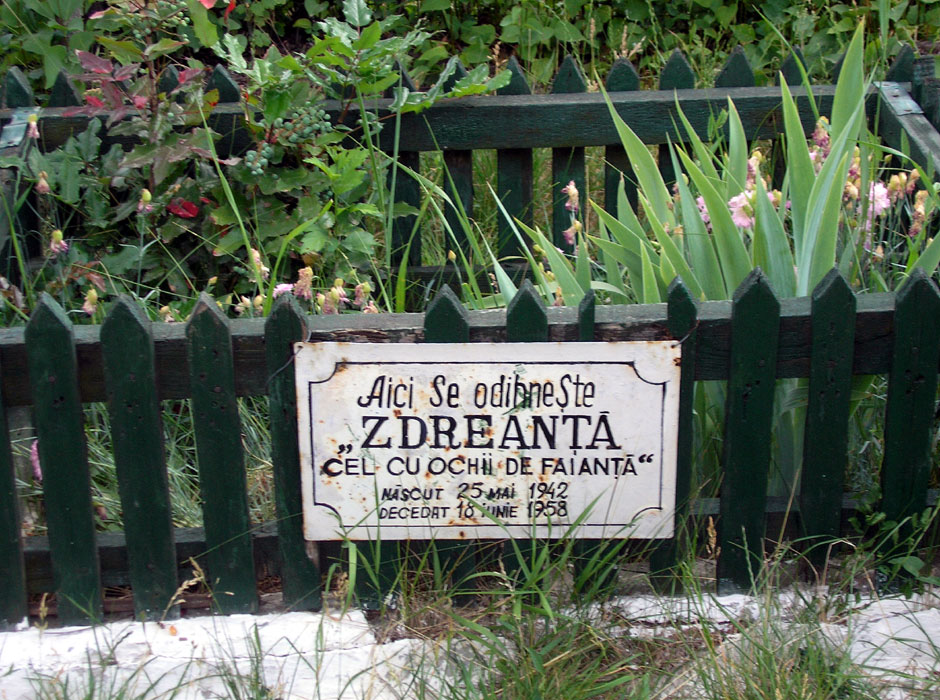 Aici Se odihneşte
„ZDREANŢĂ
CEL CU OCHII DE FAIANŢĂ“
NĂSCUT 25 MAI 1942
DECEDAT 18 IUNIE 1958